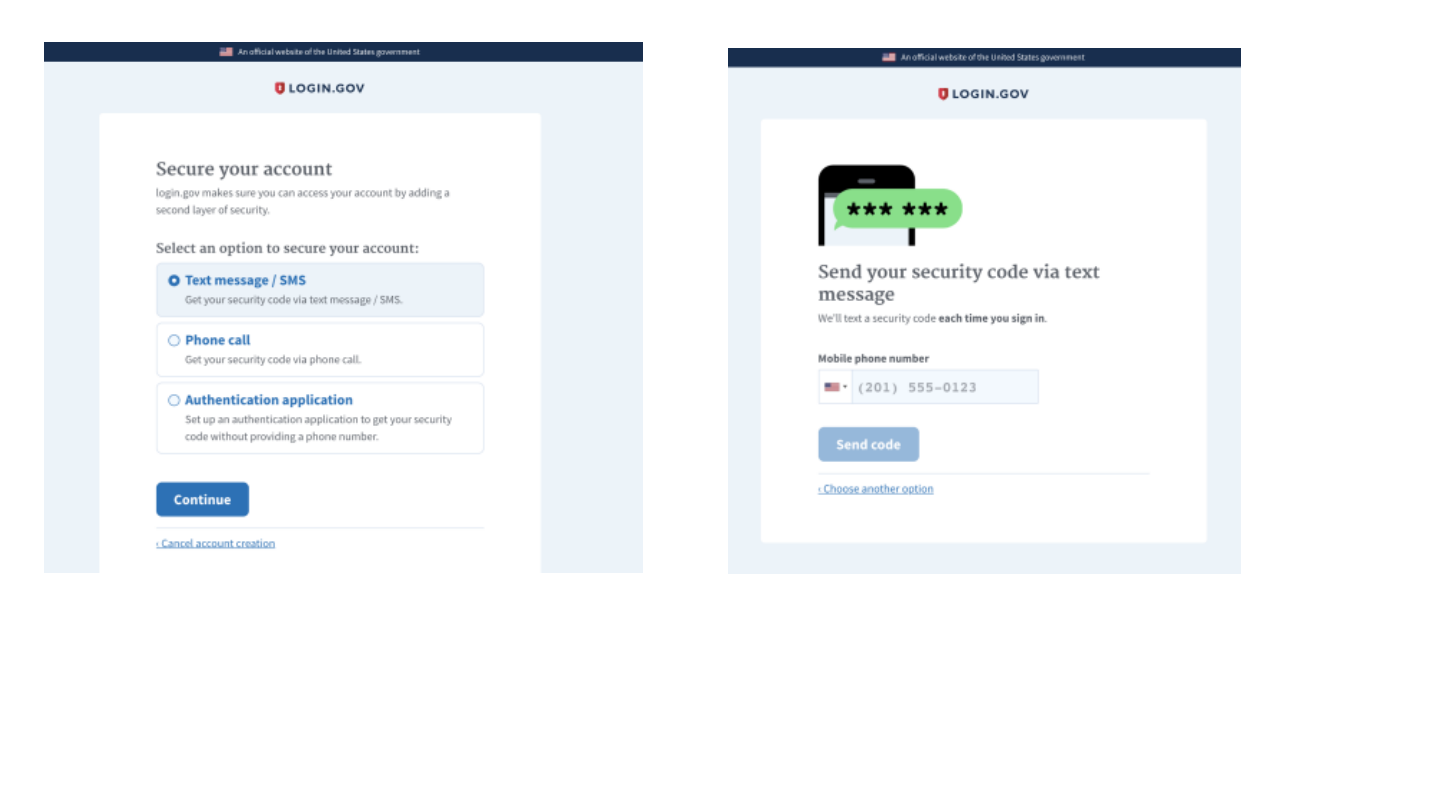 An official website of the United States government
LOGIN.GOV
Secure your account
login.gov makes sure you can access your account by adding a
second layer of security.
Select an option to secure your account:
Text message / SMS
Get your security code via text message / SMS.
Phone call
Get your security code via phone call.
Authentication application
Set up an authentication application to get your security
code without providing a phone number.
Continue
‹ Cancel account creation
An official website of the United States government
LOGIN.GOV
*** ***
Send your security code via text
message
We'll text a security code each time you sign in.
Mobile phone number
(201) 555-0123
Send code
‹ Choose another option